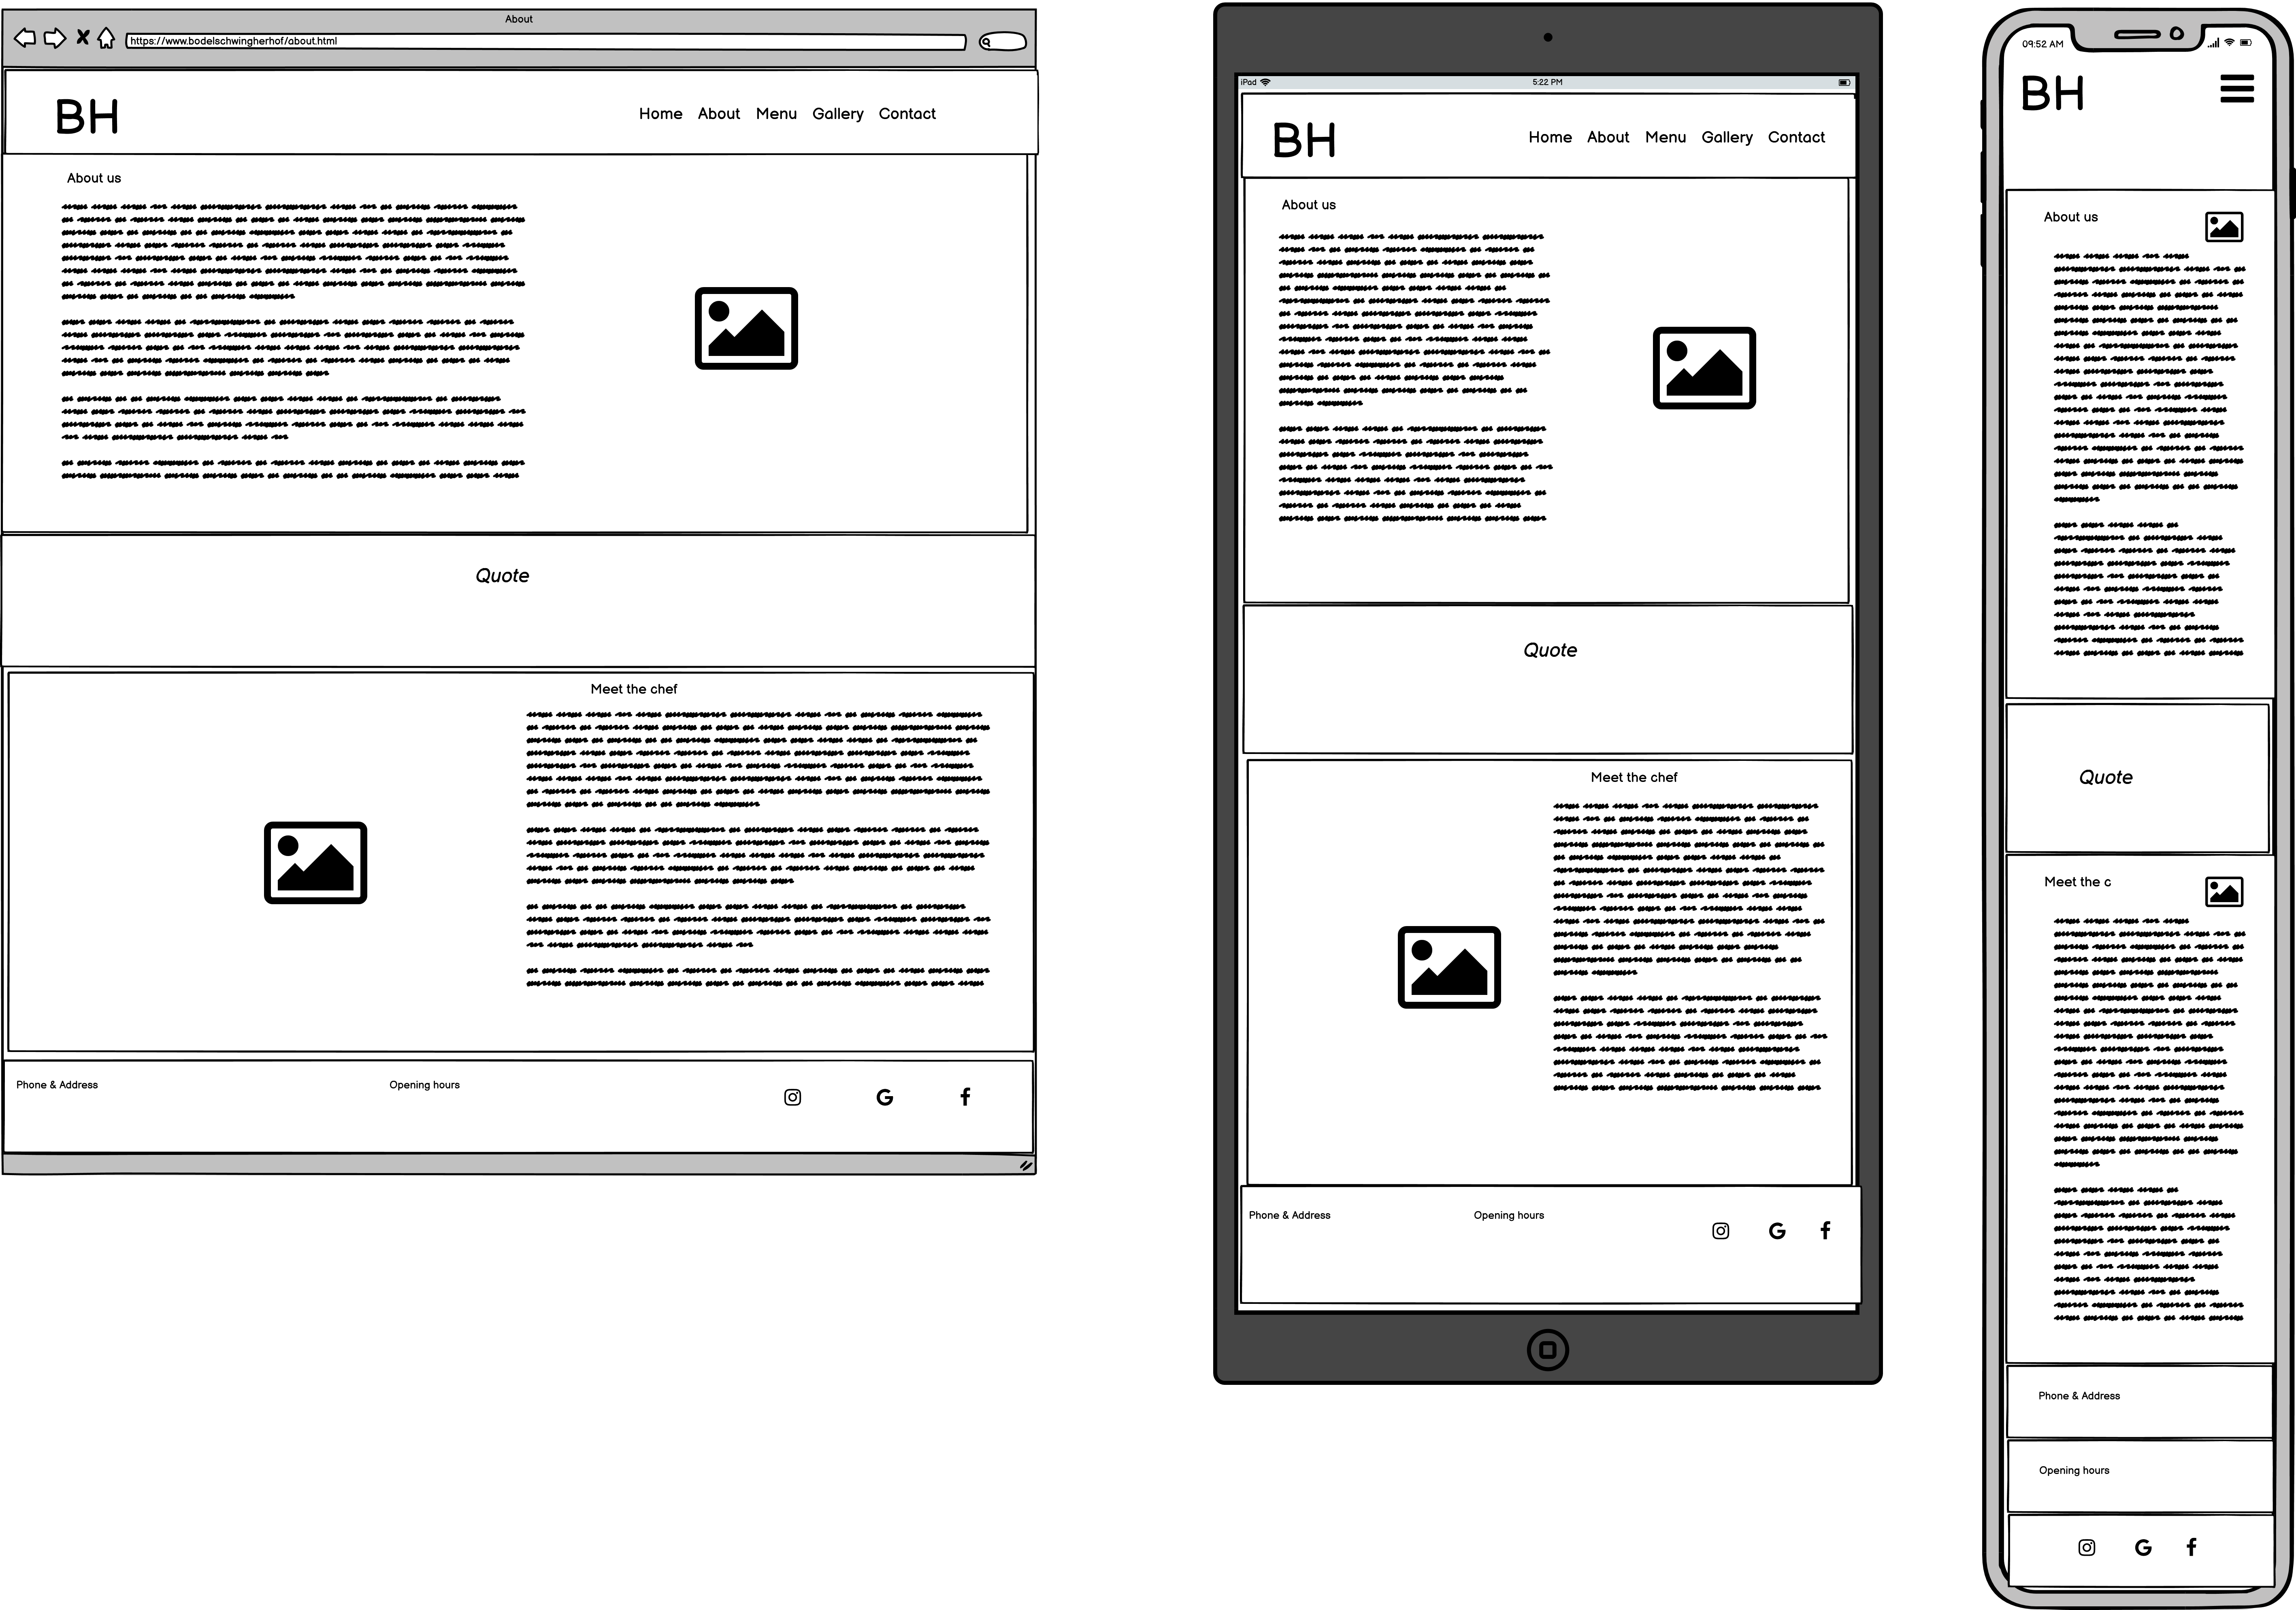 About
https://www.bodelschwingherhof/about.html
BH
Home About Menu Gallery Contact
About us
Quote
Meet the chef
Phone & Address
Opening hours
iPad
5:22 PM
BH
Home About Menu Gallery Contact
About us
Quote
Meet the chef
Phone & Address
Opening hours
09:52 AM
BH
About us
Quote
Meet the c
Phone & Address
Opening hours